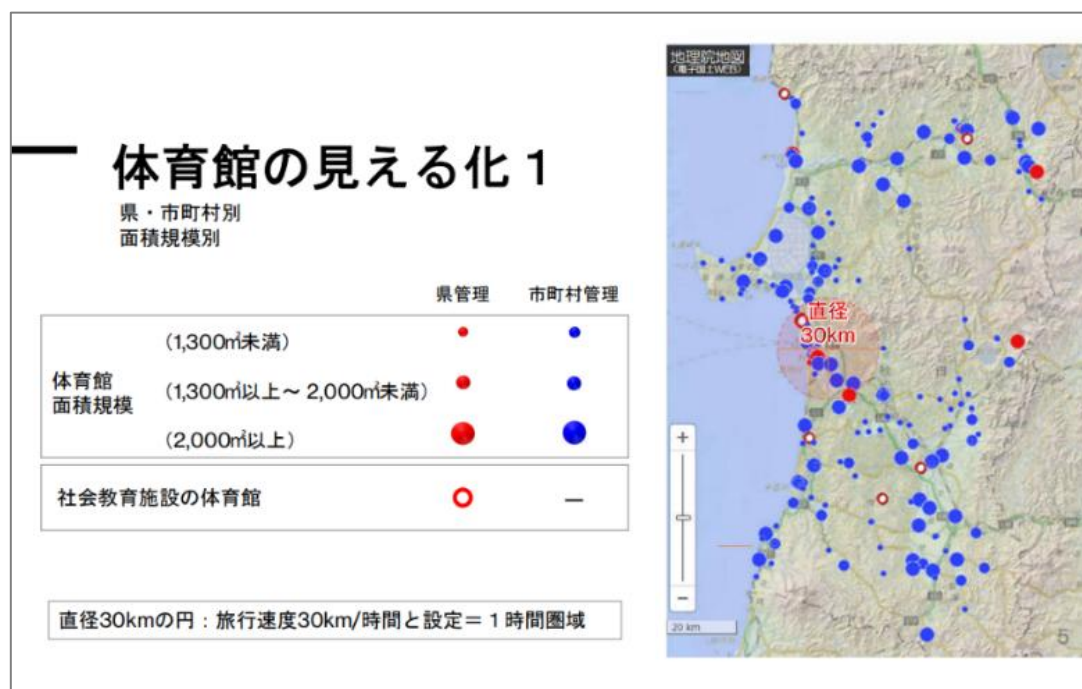 体育館の見える化１
県・市町村別
面積規模別
県管理
市町村管理
体育館
面積規模
(1,300㎡未満)
(1,300㎡以上～2,000㎡未満)
(2,000㎡以上)
社会教育施設の体育館
－
直径30kmの円：旅行速度30km/時間と設定＝１時間圏域
地理院地図
(電子国土WEB)
直径
30km
+
−
20 km
5